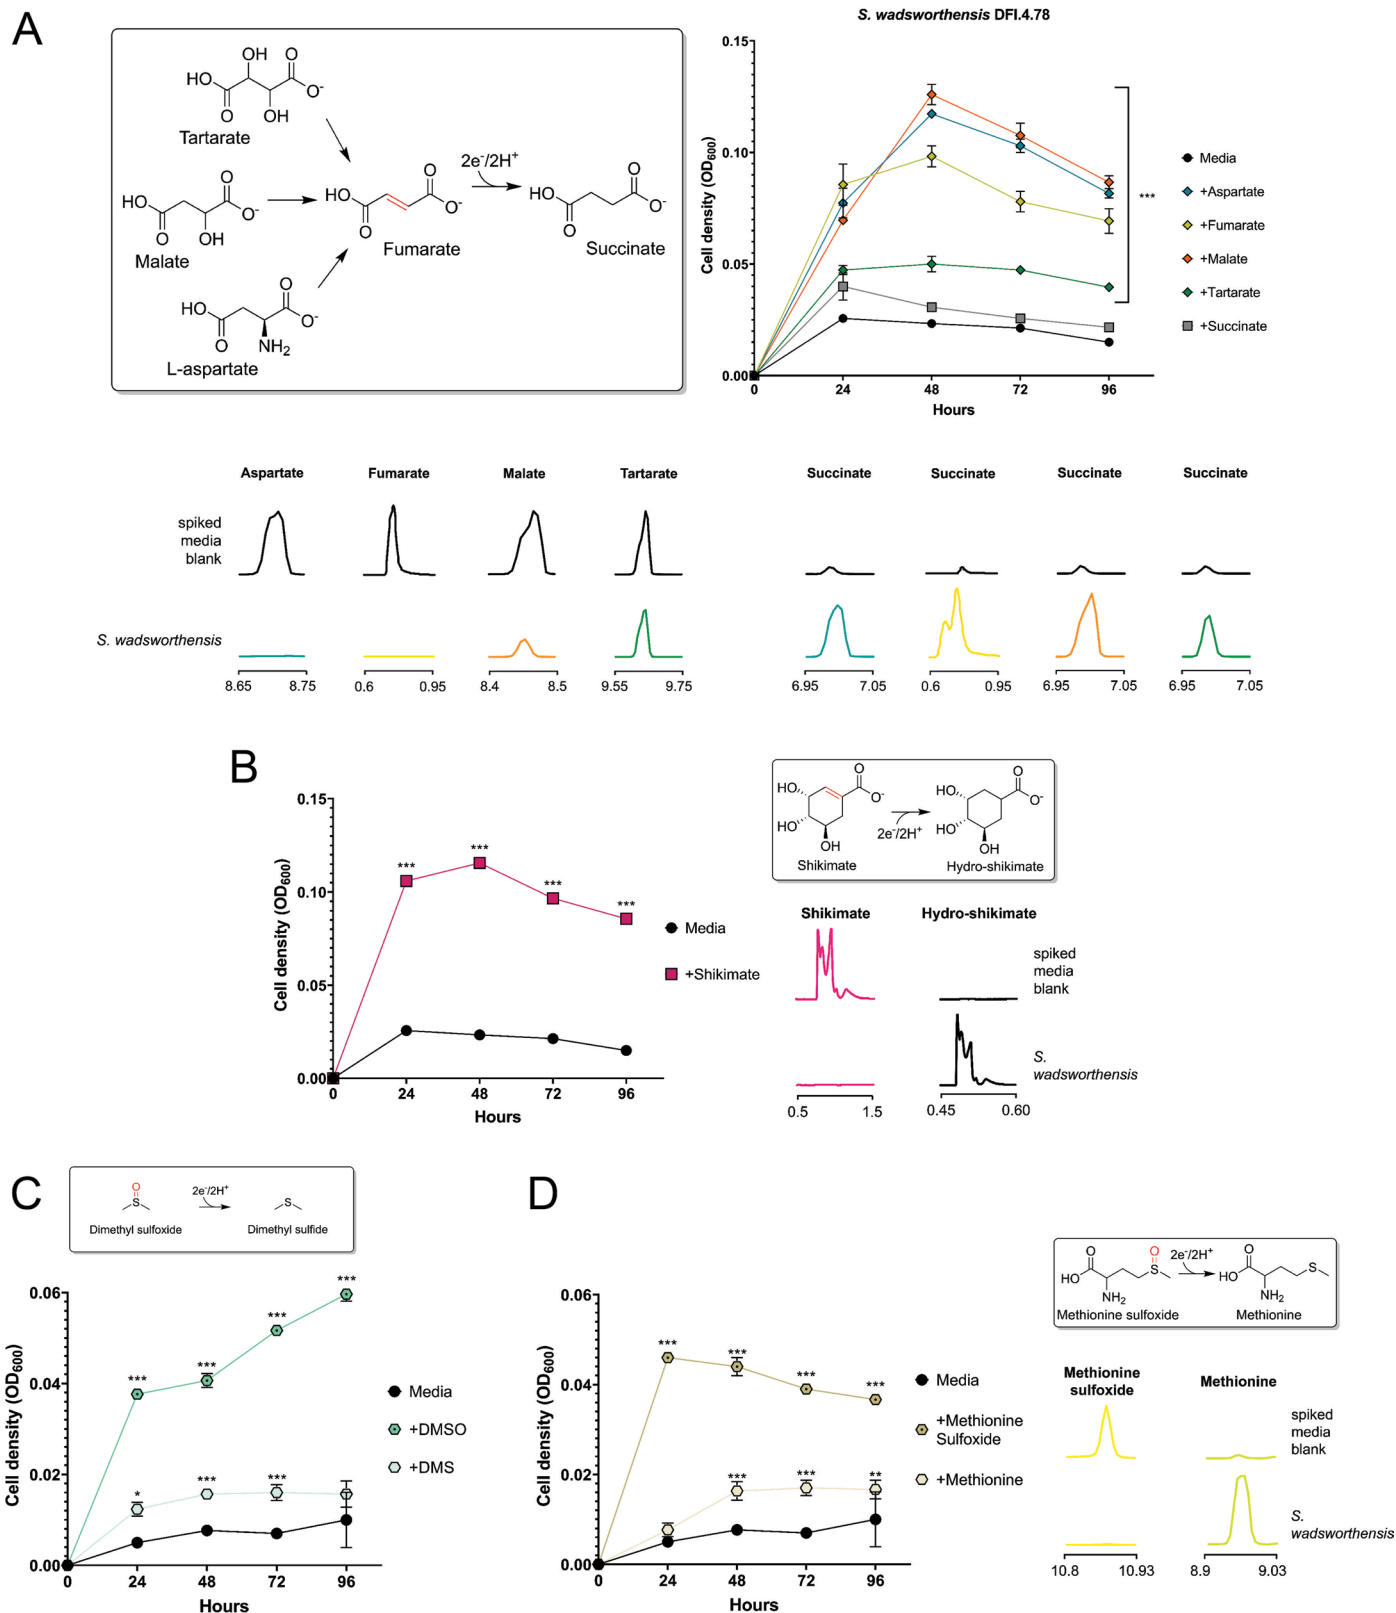 A
S. wadsworthensis DFI.4.78
OH
O
HO
O-
O
OH
Tartarate
HO
O
O-
O
OH
Malate
HO
O
O-
O
Fumarate
2e-/2H+
HO
O
O-
O
Succinate
HO
O
O-
O
NH2
L-aspartate
Cell density (OD600)
0.15
0.10
0.05
0.00
0
24
48
72
96
Hours
***
Media
+Aspartate
+Fumarate
+Malate
+Tartarate
+Succinate
Aspartate
Fumarate
Malate
Tartarate
Succinate
Succinate
Succinate
Succinate
spiked
media
blank
S. wadsworthensis
8.65
8.75
0.6
0.95
8.4
8.5
9.55
9.75
6.95
7.05
0.6
0.95
6.95
7.05
6.95
7.05
B
Cell density (OD600)
0.15
0.10
0.05
0.00
***
***
***
***
0
24
48
72
96
Hours
Media
+Shikimate
HO
HO
OH
O
O-
Shikimate
2e-/2H+
HO
HO
OH
O
O-
Hydro-shikimate
Shikimate
Hydro-shikimate
spiked
media
blank
S.
wadsworthensis
0.5
1.5
0.45
0.60
C
O
S
Dimethyl sulfoxide
2e-/2H+
S
Dimethyl sulfide
Cell density (OD600)
0.06
0.04
0.02
0.00
***
***
***
***
*
***
***
0
24
48
72
96
Hours
Media
+DMSO
+DMS
D
Cell density (OD600)
0.06
0.04
0.02
0.00
***
***
***
***
***
***
**
0
24
48
72
96
Hours
Media
+Methionine
Sulfoxide
+Methionine
O
HO
NH2
O
S
Methionine sulfoxide
2e-/2H+
O
HO
NH2
S
Methionine
Methionine
sulfoxide
Methionine
spiked
media
blank
S.
wadsworthensis
10.8
10.93
8.9
9.03